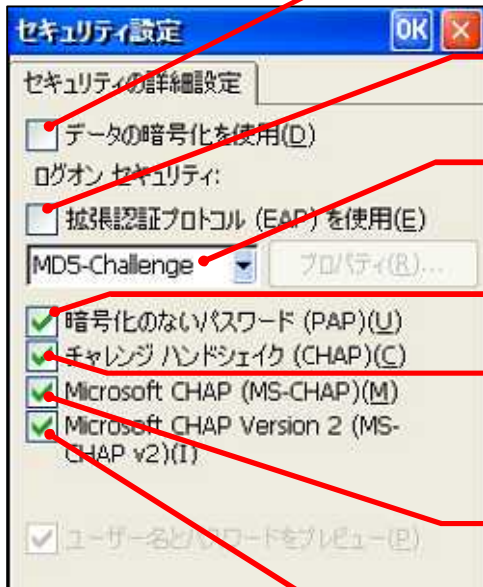 セキュリティ設定 OK
セキュリティの詳細設定
データの暗号化を使用(D)
ログオン セキュリティ:
拡張認証プロトコル (EAP) を使用(E)
MD5-Challenge プロパティ(R)...
暗号化のないパスワード (PAP)(U)
チャレンジ ハンドシェイク (CHAP)(C)
Microsoft CHAP (MS-CHAP)(M)
Microsoft CHAP Version 2 (MS-
CHAP v2)(I)
ユーザー名とパスワードをプレビュー(P)